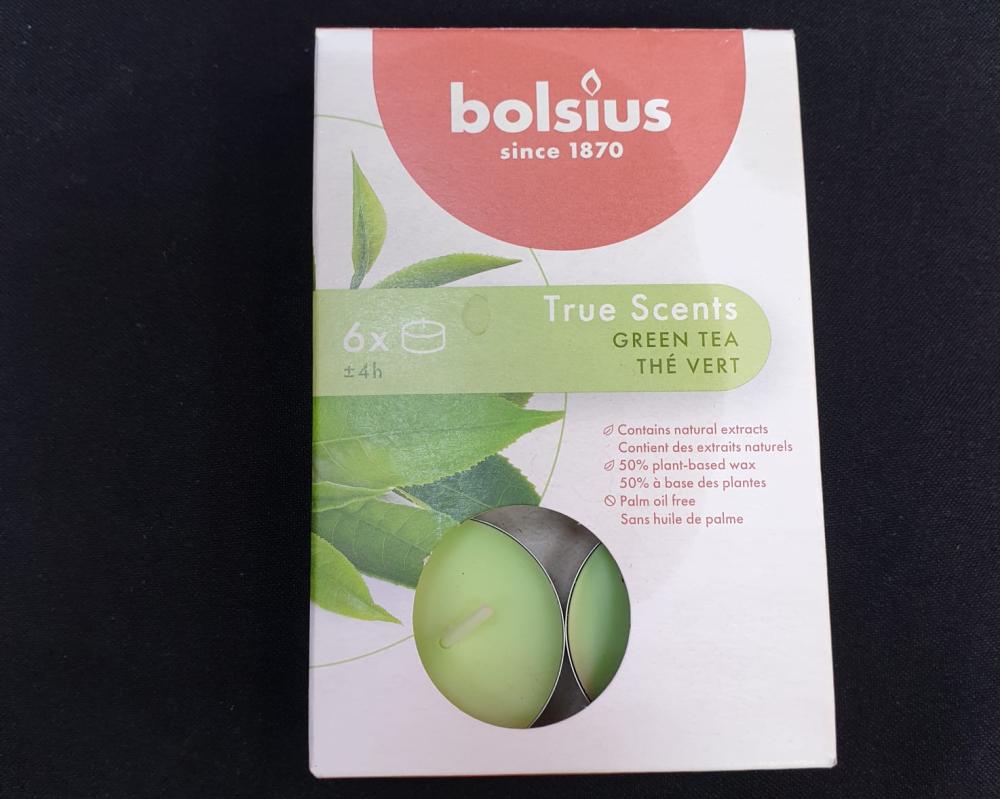 bolsius
since 1870
True Scents
GREEN TEA
THÉ VERT
6x
±4h
Contains natural extracts
Contient des extraits naturels
50% plant-based wax
50% à base des plantes
Palm oil free
Sans huile de palme